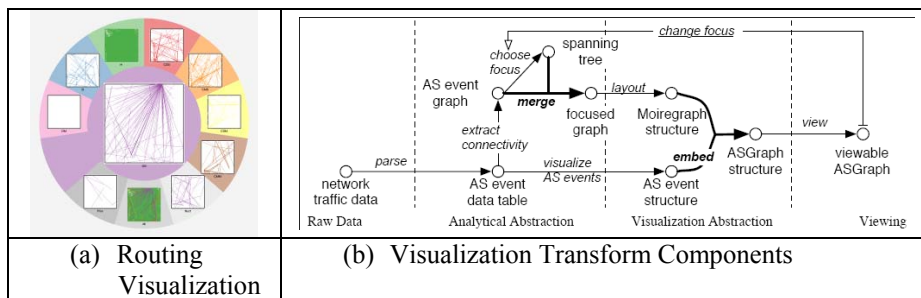 change focus
choose
focus
spanning
tree
AS event
graph
merge
layout
focused
graph
Moiregraph
structure
extract
connectivity
view
embed
ASGraph
structure
viewable
ASGraph
parse
visualize
AS events
network
traffic data
AS event
data table
AS event
structure
Raw Data
Analytical Abstraction
Visualization Abstraction
Viewing
(a) Routing
Visualization
(b) Visualization Transform Components